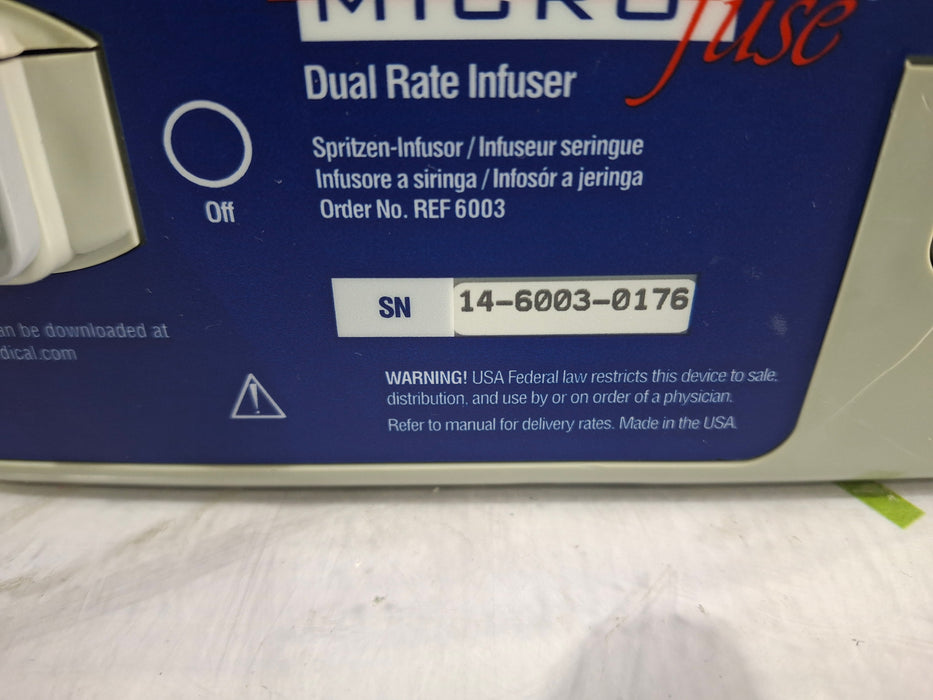 MICRO fuse
Dual Rate Infuser
Spritzen-Infusor / Infuseur seringue
Infusore a siringa / Infosór a jeringa
Order No. REF 6003
Off
SN 14-6003-0176
an be downloaded at
dical.com
WARNING! USA Federal law restricts this device to sale.
distribution, and use by or on order of a physician.
Refer to manual for delivery rates. Made in the USA.